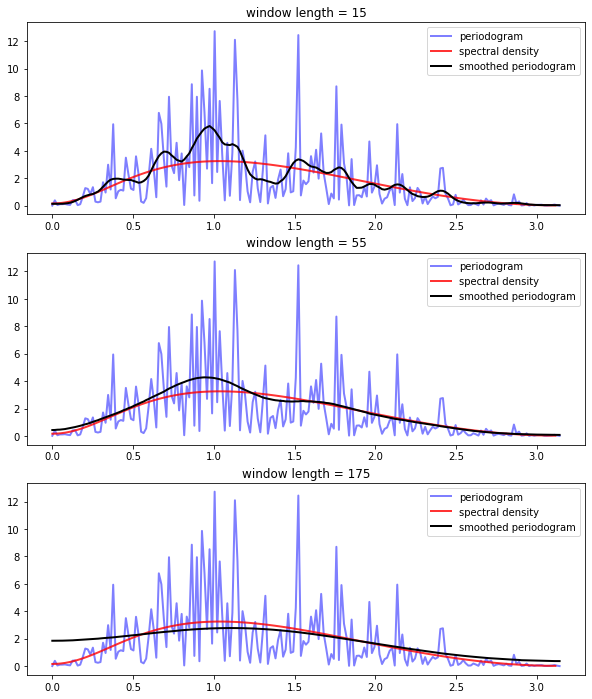 window length = 15
12
10
8
6
4
2
0
periodogram
spectral density
smoothed periodogram
0.0 0.5 1.0 1.5 2.0 2.5 3.0
window length = 55
12
10
8
6
4
2
0
periodogram
spectral density
smoothed periodogram
0.0 0.5 1.0 1.5 2.0 2.5 3.0
window length = 175
12
10
8
6
4
2
0
periodogram
spectral density
smoothed periodogram
0.0 0.5 1.0 1.5 2.0 2.5 3.0